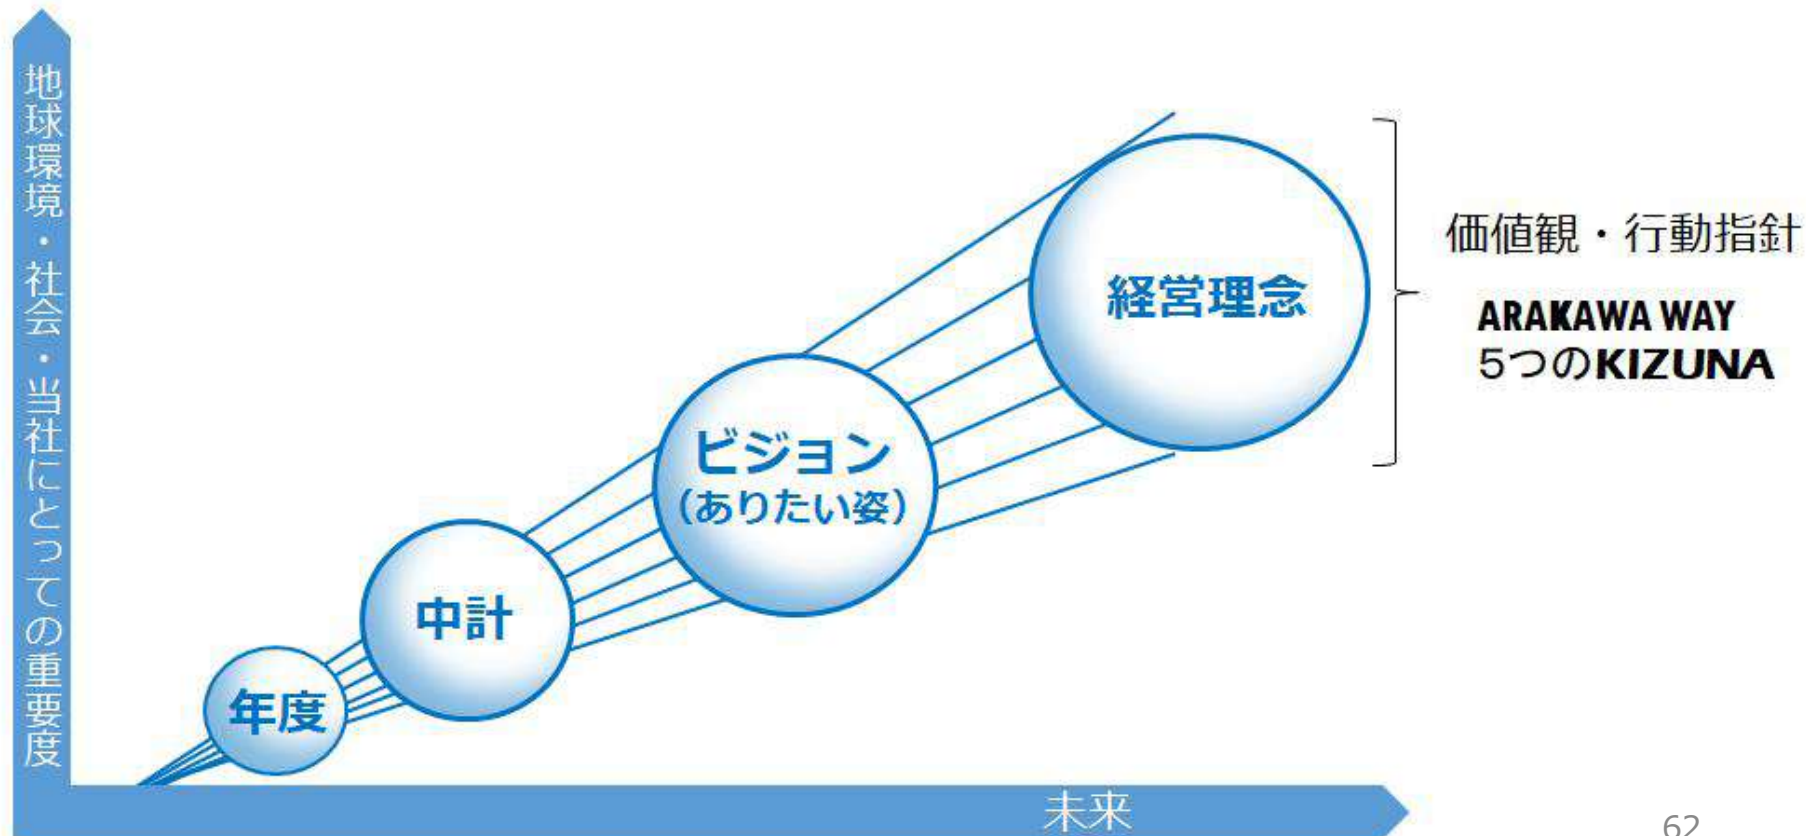 地球環境・社会・当社にとっての重要度
経営理念
価値観・行動指針
ARAKAWA WAY
5つのKIZUNA
ビジョン
（ありたい姿）
中計
年度
未来
62